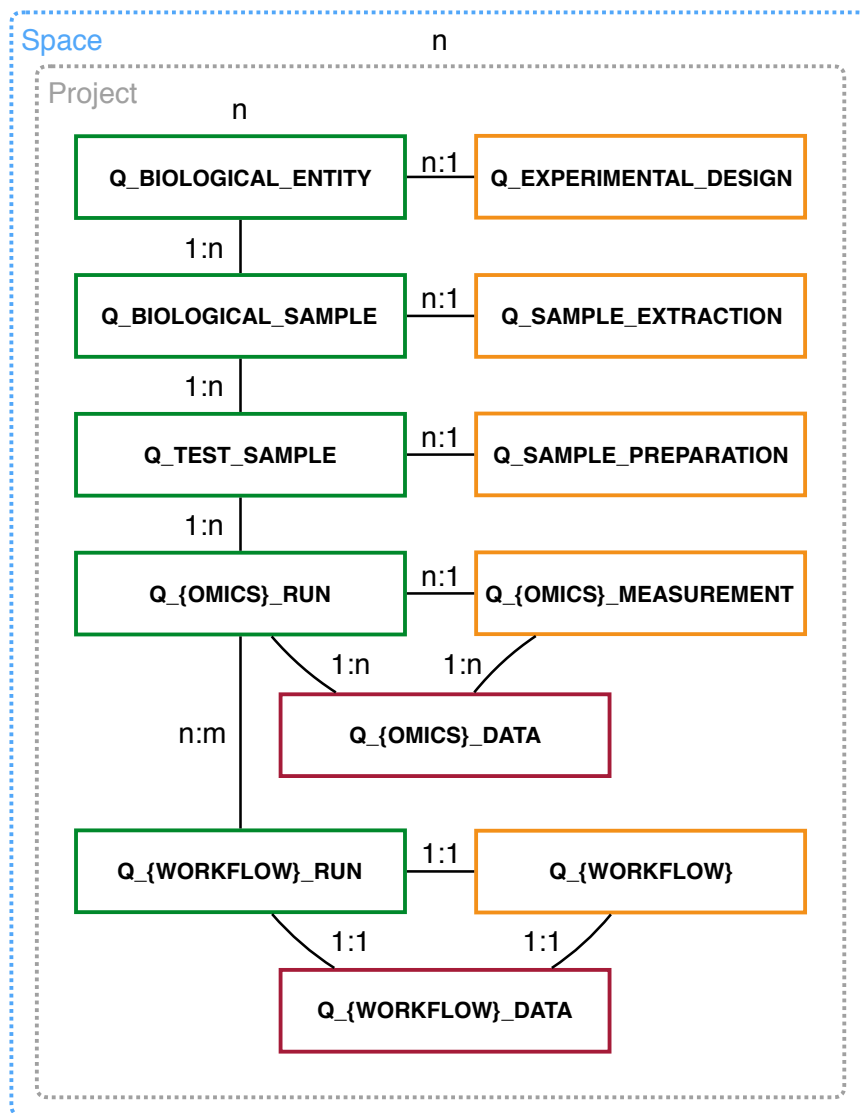 Space
n
Project
n
Q_BIOLOGICAL_ENTITY
n:1
Q_EXPERIMENTAL_DESIGN
1:n
Q_BIOLOGICAL_SAMPLE
n:1
Q_SAMPLE_EXTRACTION
1:n
Q_TEST_SAMPLE
n:1
Q_SAMPLE_PREPARATION
1:n
Q_{OMICS}_RUN
n:1
Q_{OMICS}_MEASUREMENT
1:n
1:n
n:m
Q_{OMICS}_DATA
Q_{WORKFLOW}_RUN
1:1
Q_{WORKFLOW}
1:1
1:1
Q_{WORKFLOW}_DATA